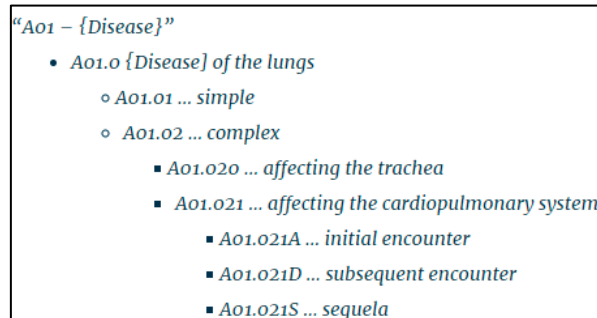 “A01 – {Disease}”
• A01.0 {Disease] of the lungs
○ A01.01 ... simple
○ A01.02 ... complex
▪ A01.020 ... affecting the trachea
▪ A01.021 ... affecting the cardiopulmonary system
▪ A01.021A ... initial encounter
▪ A01.021D ... subsequent encounter
▪ A01.021S ... sequela